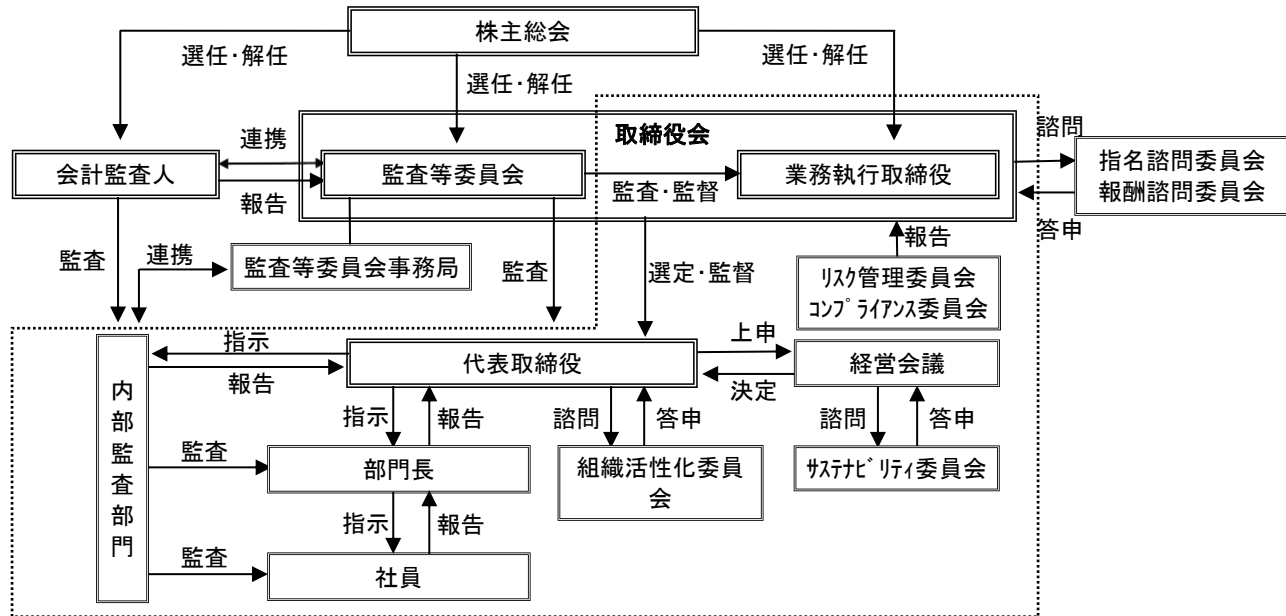 株主総会
選任・解任
選任・解任
選任・解任
取締役会
諮問
連携
会計監査人
監査等委員会
業務執行取締役
指名諮問委員会
報酬諮問委員会
報告
監査・監督
答申
監査
連携
監査等委員会事務局
監査
選定・監督
報告
ﾘｽｸ管理委員会
ｺﾝﾌﾟﾗｲｱﾝｽ委員会
指示
代表取締役
上申
経営会議
報告
決定
内部監査部門
指示
報告
諮問
答申
諮問
答申
監査
部門長
組織活性化委員
会
ｻｽﾃﾅﾋﾞﾘﾃｨ委員会
指示
報告
監査
社員